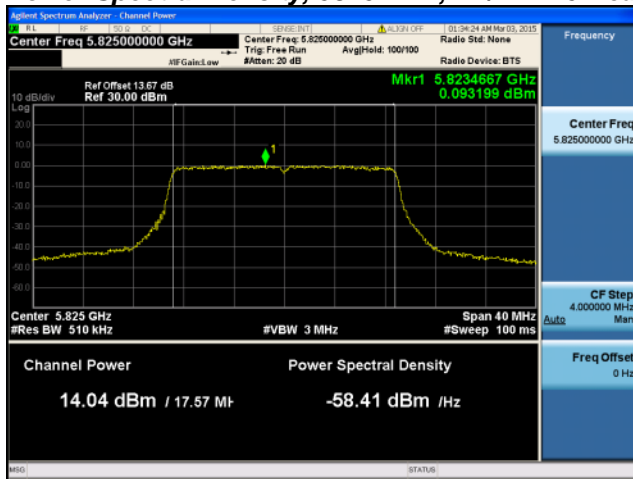 Agilent Spectrum Analyzer - Channel Power
RL RF 50 Ω DC SENSE:INT ALIGN OFF 01:34:24 AM Mar 03, 2015
Center Freq 5.825000000 GHz
Center Freq: 5.825000000 GHz
Radio Std: None
Trig: Free Run Avg|Hold: 100/100
#IFGain:Low
#Atten: 20 dB
Radio Device: BTS
Mkr1 5.8234667 GHz
0.093199 dBm
Ref Offset 13.67 dB
10 dB/div Ref 30.00 dBm
Log
20.0
10.0
0.00
-10.0
-20.0
-30.0
-40.0
-50.0
-60.0
1
Center 5.825 GHz
Span 40 MHz
#Res BW 510 kHz
#VBW 3 MHz
#Sweep 100 ms
Channel Power
Power Spectral Density
14.04 dBm / 17.57 MH
-58.41 dBm /Hz
MSG
STATUS
Frequency
Center Freq
5.825000000 GHz
CF Step
4.000000 MHz
Auto Man
Freq Offset
0 Hz